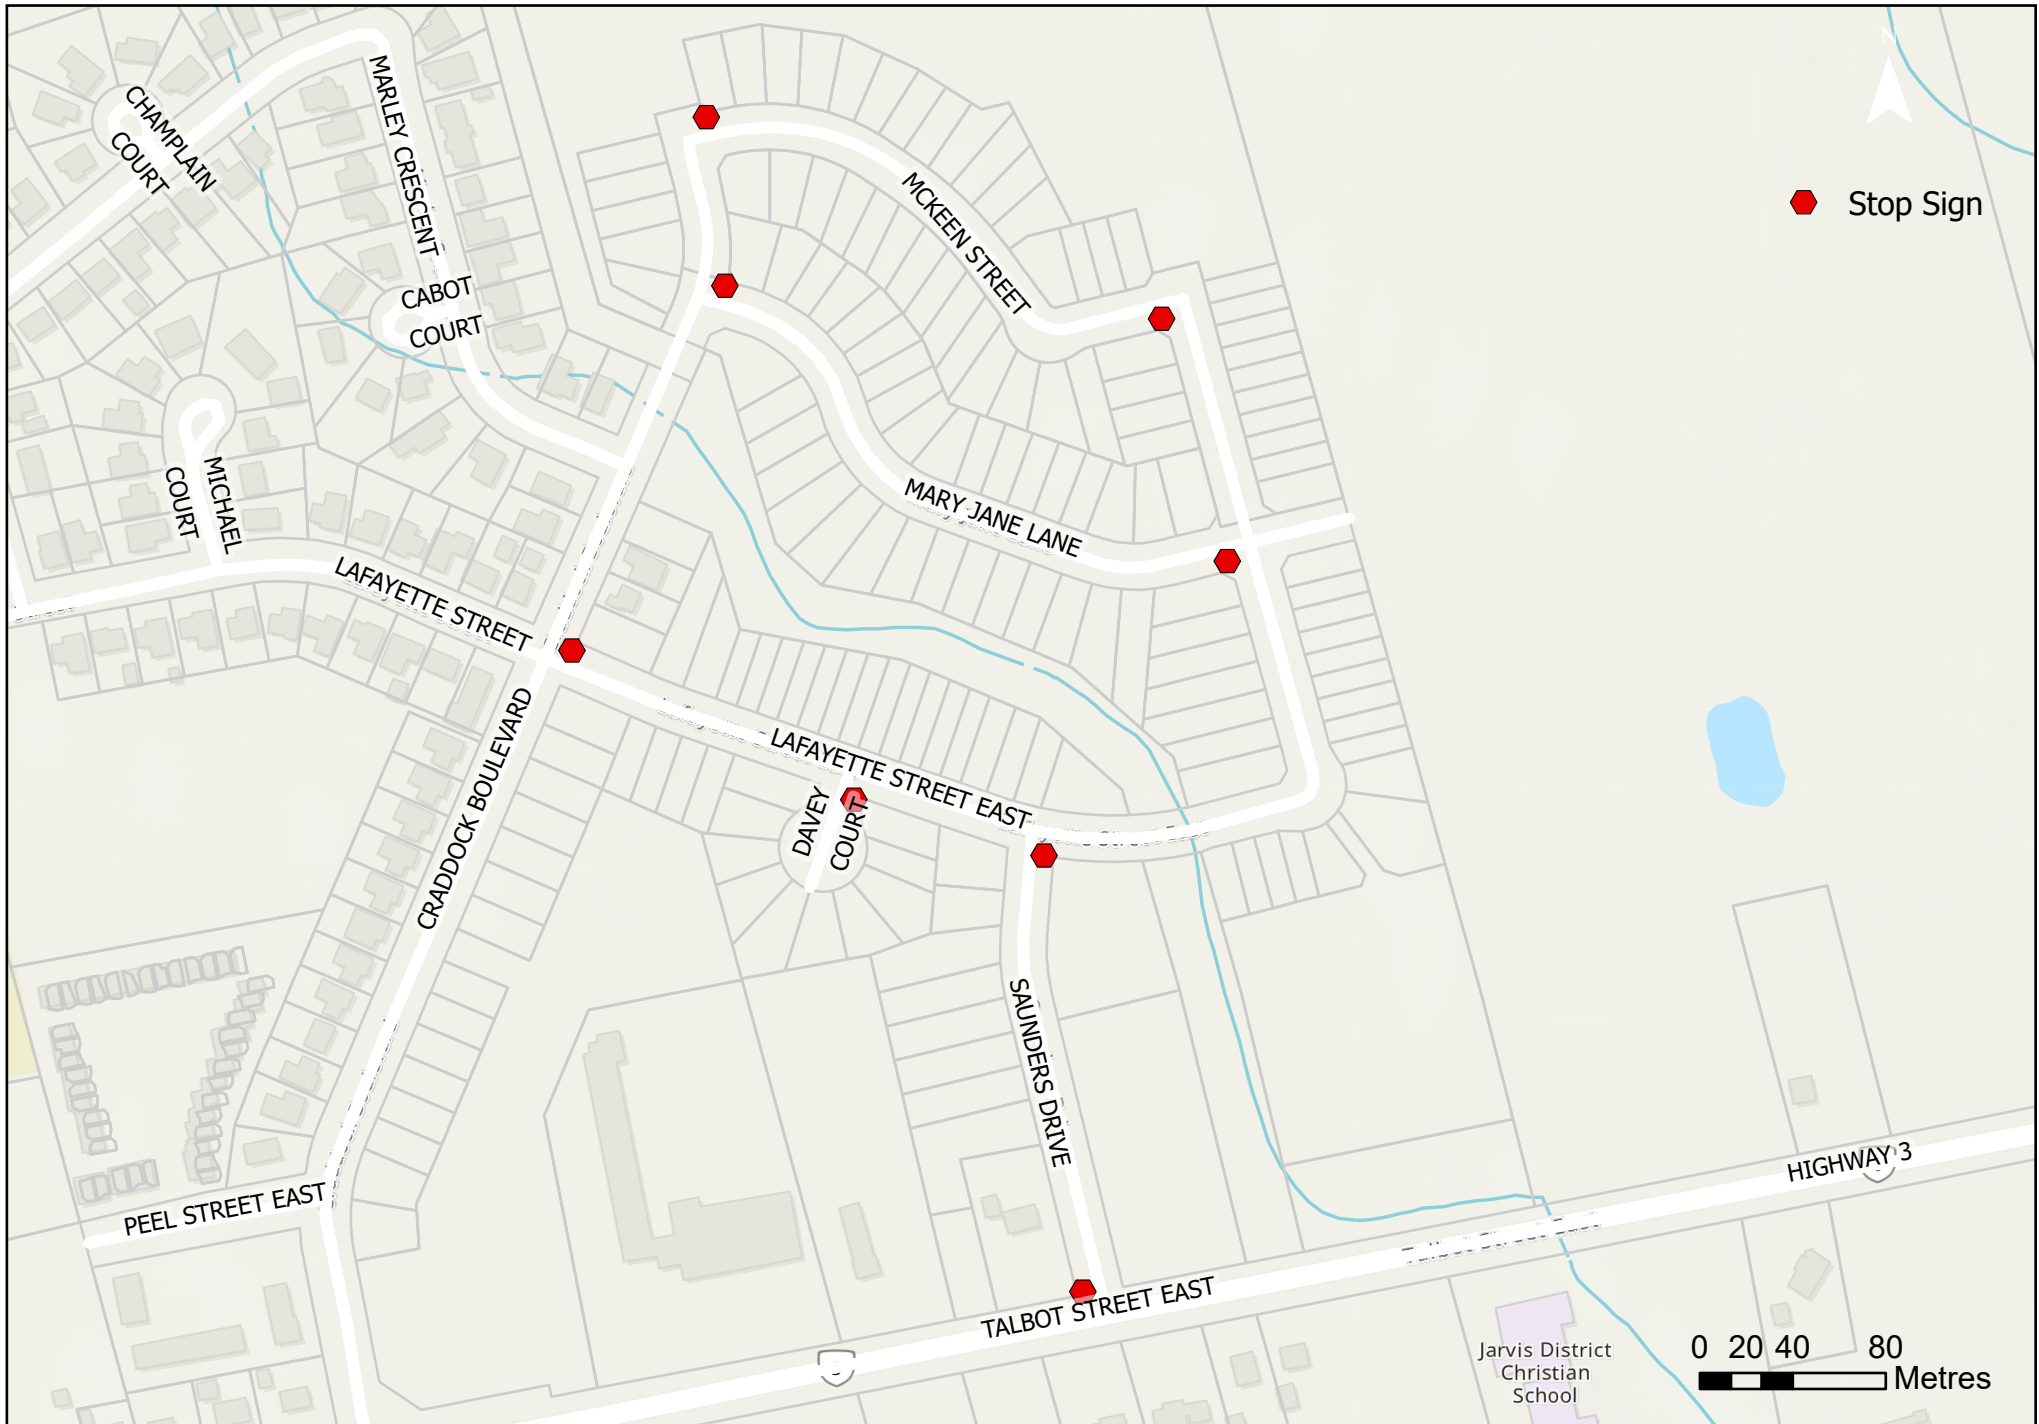 N
CHAMPLAIN
COURT
MARLEY CRESCENT
MCKEEN STREET
Stop Sign
CABOT
COURT
MICHAEL
COURT
MARY JANE LANE
LAFAYETTE STREET
CRADDOCK BOULEVARD
LAFAYETTE STREET EAST
DAVEY
COURT
SAUNDERS DRIVE
HIGHWAY 3
PEEL STREET EAST
TALBOT STREET EAST
Jarvis District
Christian
School
0 20 40 80
Metres